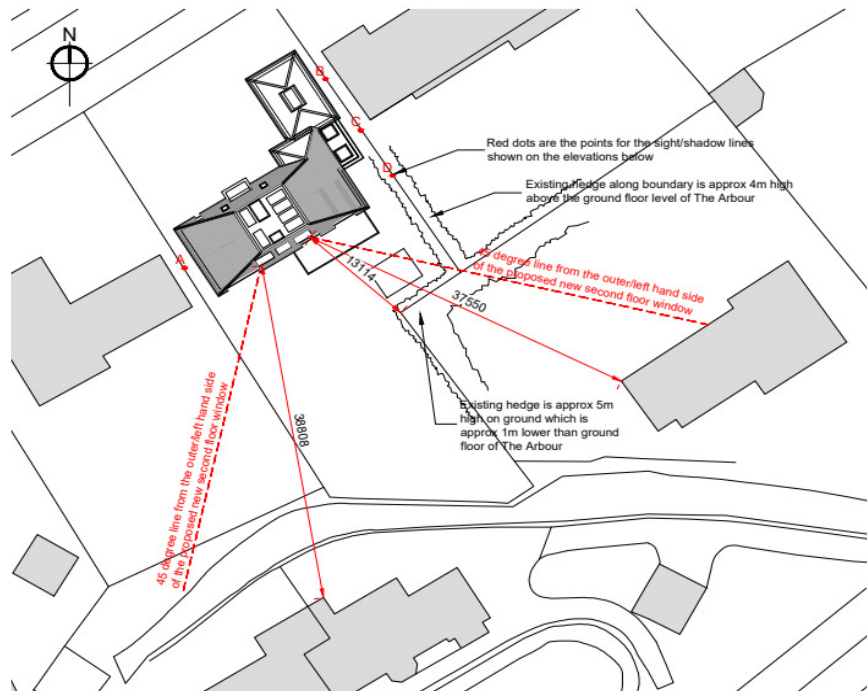 N
B
C
D
A
Red dots are the points for the sight/shadow lines
shown on the elevations below
Existing hedge along boundary is approx 4m high
above the ground floor level of The Arbour
45 degree line from the outer/left hand side
of the proposed new second floor window
13114
37550
Existing hedge is approx 5m
high on ground which is
approx 1m lower than ground
floor of The Arbour
38808
45 degree line from the outer/left hand side
of the proposed new second floor window